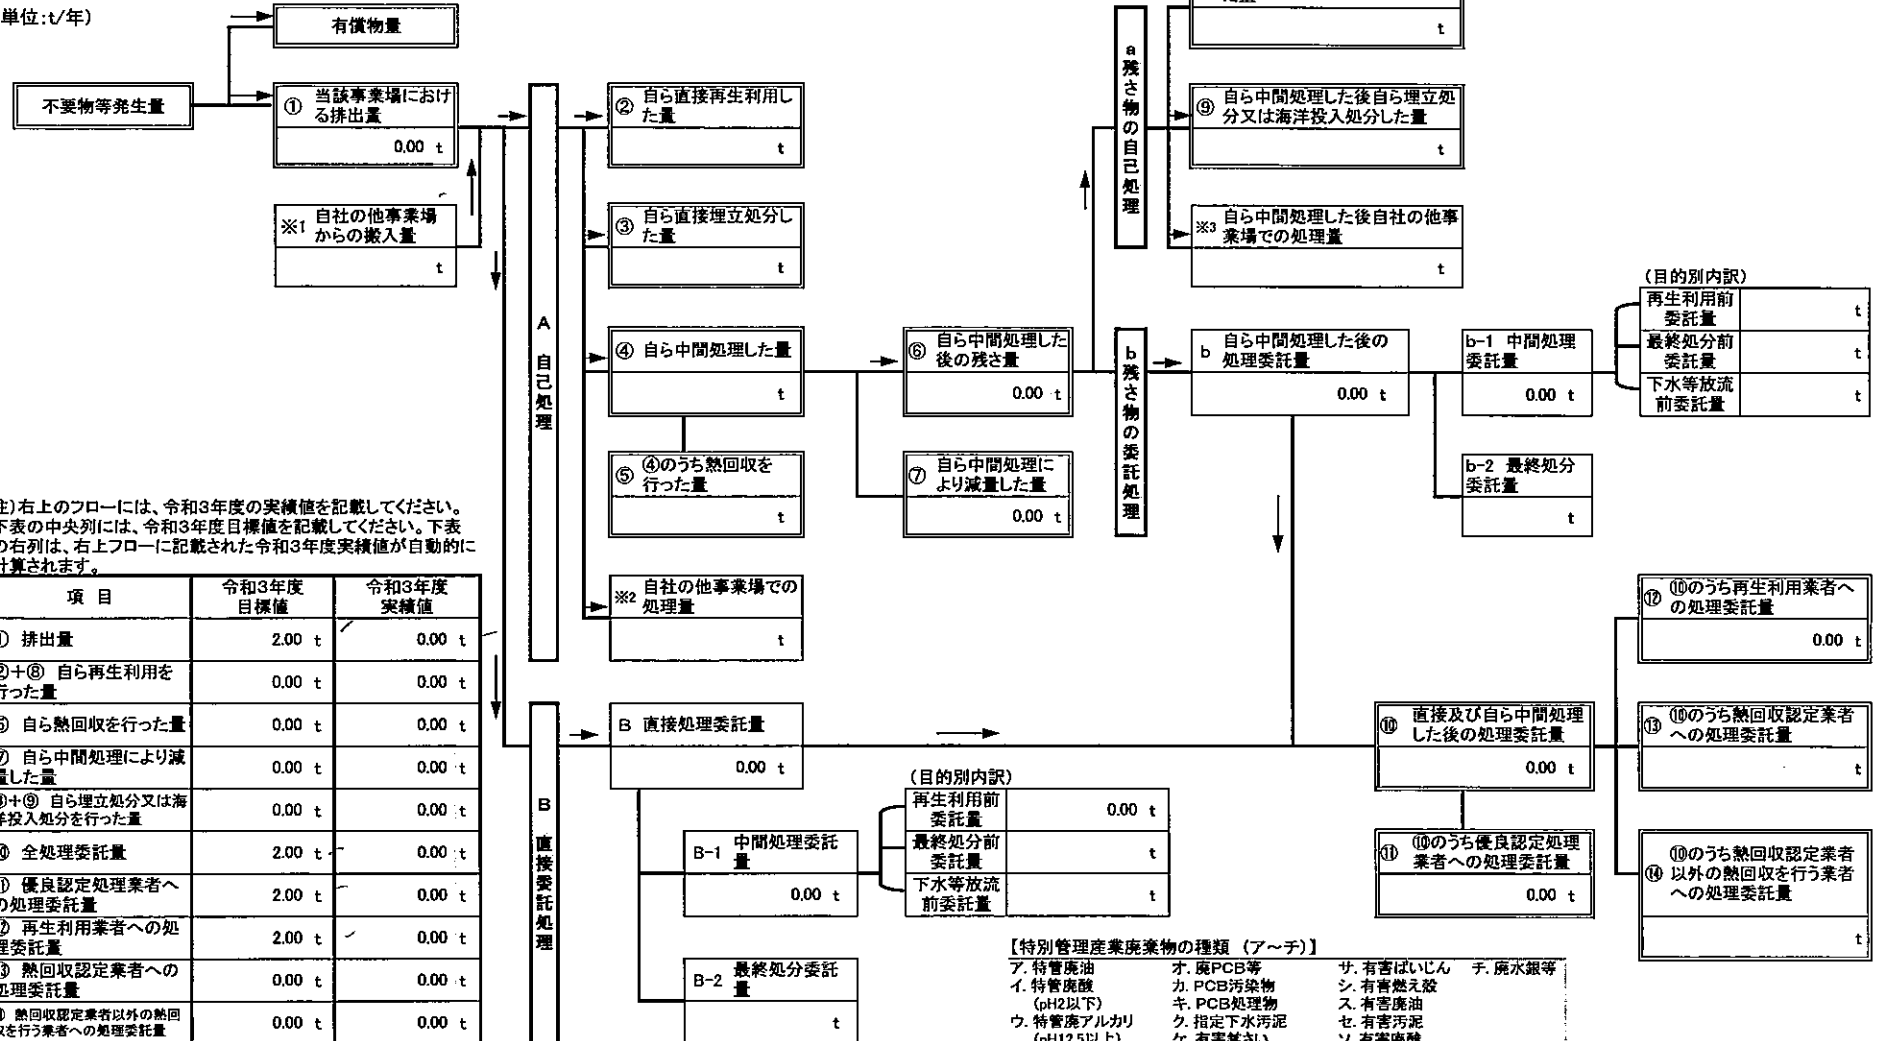 単位:t/年)
有償物量
不要物等発生量
① 当該事業場におけ
る排出量
0.00 t
※1 自社の他事業場
からの搬入量
t
A 自己処理
② 自ら直接再生利用し
た量
t
③ 自ら直接埋立処分し
た量
t
④ 自ら中間処理した量
t
⑤ ④のうち熱回収を
行った量
t
※2 自社の他事業場での
処理量
t
⑥ 自ら中間処理した
後の残さ量
0.00 t
⑦ 自ら中間処理に
より減量した量
0.00 t
a 残さ物の自己処理
t
⑨ 自ら中間処理した後自ら埋立処
分又は海洋投入処分した量
t
※3 自ら中間処理した後自社の他事
業場での処理量
t
b 残さ物の委託処理
b 自ら中間処理した後の
処理委託量
0.00 t
b-1 中間処理
委託量
0.00 t
b-2 最終処分
委託量
t
(目的別内訳)
再生利用前
委託量
t
最終処分前
委託量
t
下水等放流
前委託量
t
注)右上のフローには、令和3年度の実績値を記載してください。
下表の中央列には、令和3年度目標値を記載してください。下表
の右列は、右上フローに記載された令和3年度実績値が自動的に
計算されます。
項 目 令和3年度 令和3年度
目標値 実績値
① 排出量 2.00 t 0.00 t
②+⑧ 自ら再生利用を
行った量 0.00 t 0.00 t
⑤ 自ら熱回収を行った量 0.00 t 0.00 t
⑦ 自ら中間処理により減
量した量 0.00 t 0.00 t
③+⑨ 自ら埋立処分又は海
洋投入処分を行った量 0.00 t 0.00 t
⑩ 全処理委託量 2.00 t 0.00 t
⑪ 優良認定処理業者へ
の処理委託量 2.00 t 0.00 t
⑫ 再生利用業者への処
理委託量 2.00 t 0.00 t
⑬ 熱回収認定業者への
処理委託量 0.00 t 0.00 t
⑭ 熱回収認定業者以外の熱回
収を行う業者への処理委託量 0.00 t 0.00 t
B 直接委託処理
B 直接処理委託量
0.00 t
B-1 中間処理委託
量
0.00 t
B-2 最終処分委託
量
t
(目的別内訳)
再生利用前
委託量
0.00 t
最終処分前
委託量
t
下水等放流
前委託量
t
⑩ 直接及び自ら中間処理
した後の処理委託量
0.00 t
⑪ ⑩のうち優良認定処理
業者への処理委託量
0.00 t
⑫ ⑩のうち再生利用業者へ
の処理委託量
0.00 t
⑬ ⑩のうち熱回収認定業者
への処理委託量
t
⑭ ⑩のうち熱回収認定業者
以外の熱回収を行う業者
への処理委託量
t
【特別管理産業廃棄物の種類 (ア~チ)】
ア. 特管廃油 オ. 廃PCB等 サ. 有害ばいじん チ. 廃水銀等
イ. 特管廃酸 カ. PCB汚染物 シ. 有害燃え殻
(pH2以下) キ. PCB処理物 ス. 有害廃油
ウ. 特管廃アルカリ ク. 指定下水汚泥 セ. 有害汚泥
(pH12.5以上) ケ. 有害鉱さい ソ. 有害廃酸